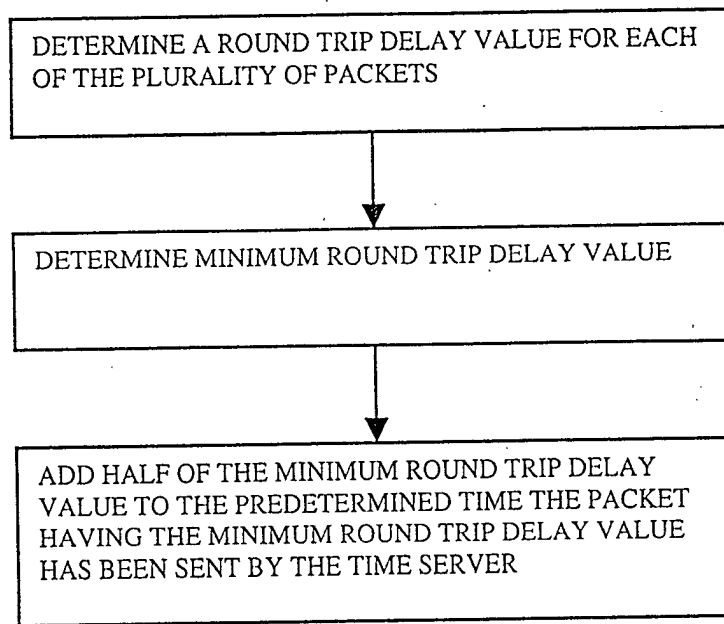 DETERMINE A ROUND TRIP DELAY VALUE FOR EACH
OF THE PLURALITY OF PACKETS
DETERMINE MINIMUM ROUND TRIP DELAY VALUE
ADD HALF OF THE MINIMUM ROUND TRIP DELAY
VALUE TO THE PREDETERMINED TIME THE PACKET
HAVING THE MINIMUM ROUND TRIP DELAY VALUE
HAS BEEN SENT BY THE TIME SERVER